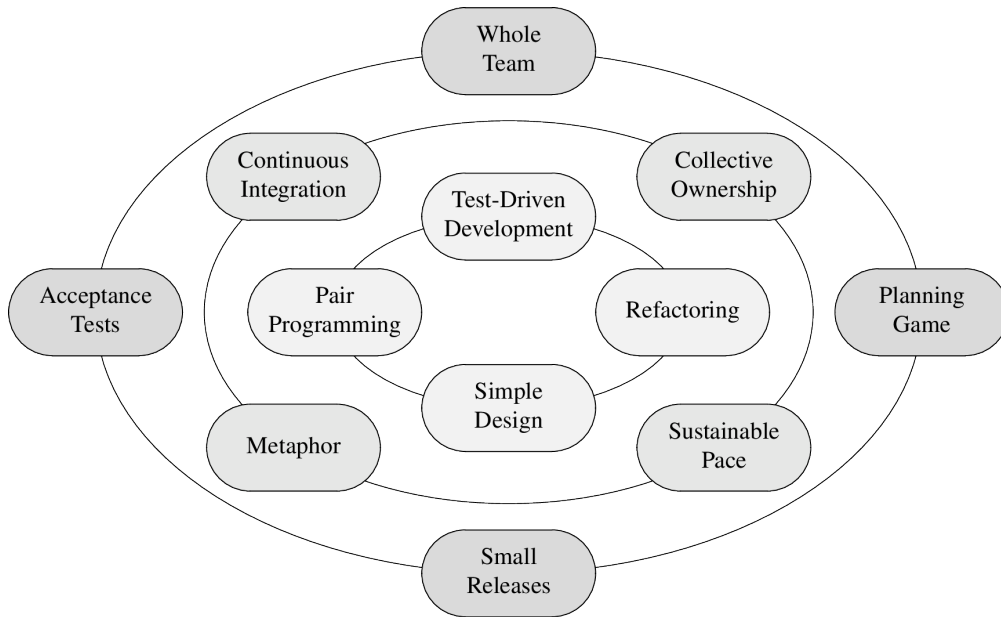 Whole
Team
Continuous
Integration
Collective
Ownership
Test-Driven
Development
Acceptance
Tests
Pair
Programming
Refactoring
Planning
Game
Simple
Design
Metaphor
Sustainable
Pace
Small
Releases